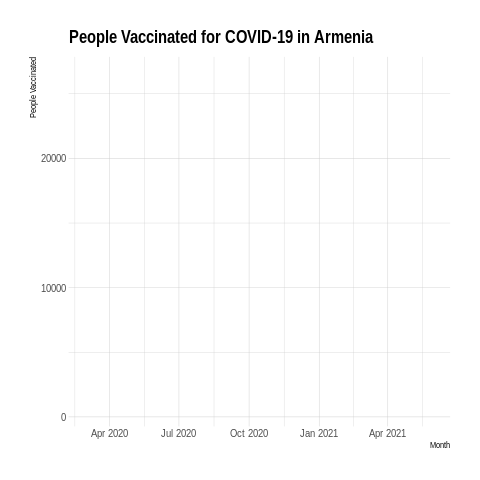 People Vaccinated for COVID-19 in Armenia
People Vaccinated
20000
10000
0
Apr 2020 Jul 2020 Oct 2020 Jan 2021 Apr 2021
Month